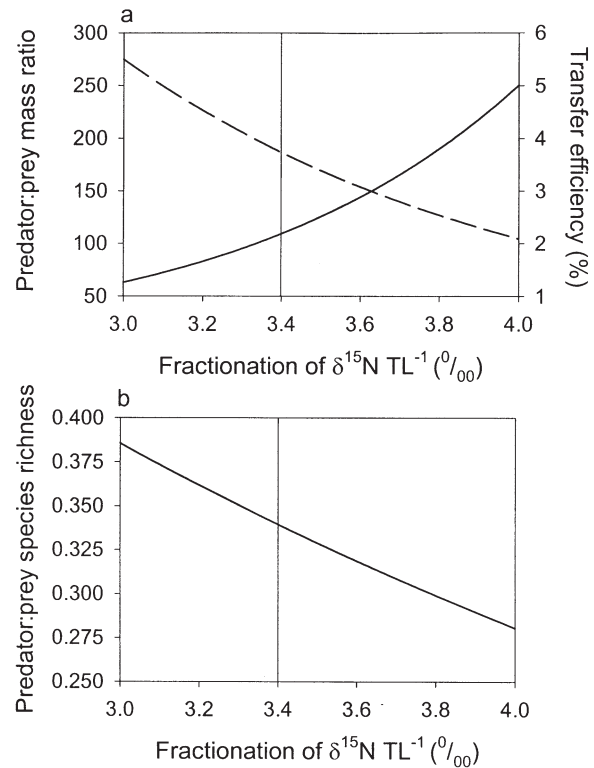 a
Predator:prey mass ratio
300
250
200
150
100
50
6
5
4
3
2
1
Transfer efficiency (%)
3.0 3.2 3.4 3.6 3.8 4.0
Fractionation of δ¹⁵N TL⁻¹ (⁰/₀₀)
b
Predator:prey species richness
0.400
0.375
0.350
0.325
0.300
0.275
0.250
3.0 3.2 3.4 3.6 3.8 4.0
Fractionation of δ¹⁵N TL⁻¹ (⁰/₀₀)